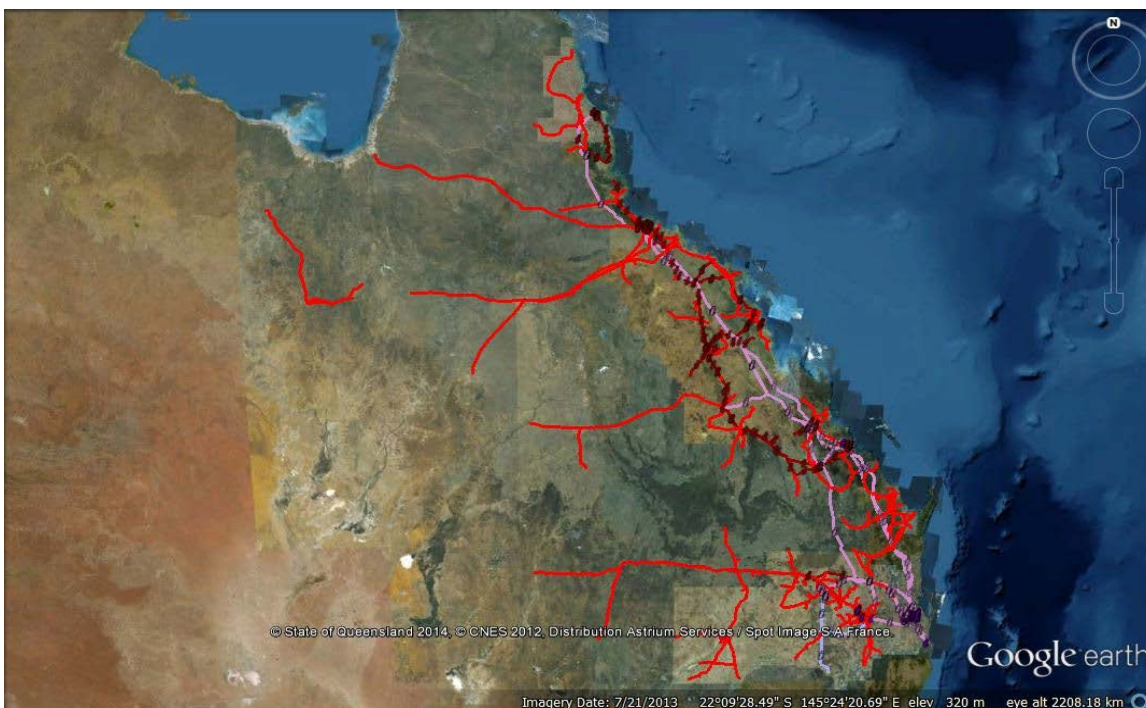 N
© State of Queensland 2014, © CNES 2012, Distribution Astrium Services / Spot Image S.A. France
Google earth
Imagery Date: 7/21/2013 22°09'28.49" S 145°24'20.69" E elev 320 m eye alt 2208.18 km